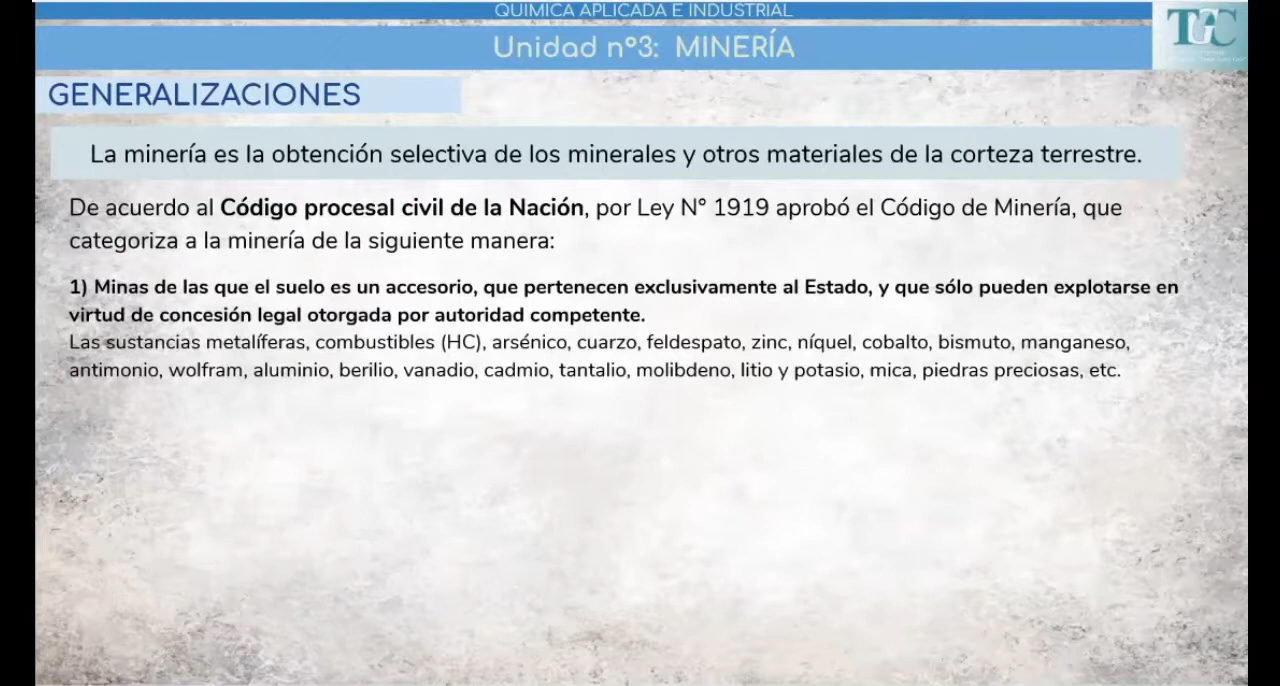 QUIMICA APLICADA E INDUSTRIAL
Unidad nº3: MINERÍA
TGC
GENERALIZACIONES
La minería es la obtención selectiva de los minerales y otros materiales de la corteza terrestre.
De acuerdo al Código procesal civil de la Nación, por Ley N° 1919 aprobó el Código de Minería, que
categoriza a la minería de la siguiente manera:
1) Minas de las que el suelo es un accesorio, que pertenecen exclusivamente al Estado, y que sólo pueden explotarse en
virtud de concesión legal otorgada por autoridad competente.
Las sustancias metalíferas, combustibles (HC), arsénico, cuarzo, feldespato, zinc, níquel, cobalto, bismuto, manganeso,
antimonio, wolfram, aluminio, berilio, vanadio, cadmio, tantalio, molibdeno, litio y potasio, mica, piedras preciosas, etc.